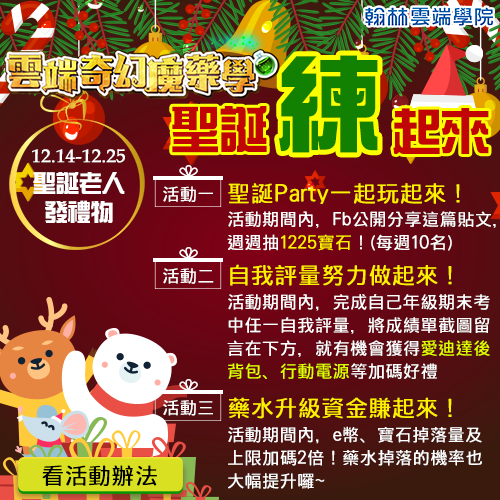 翰林雲端學院
雲端奇幻魔藥學
聖誕練起來
12.14-12.25
聖誕老人
發禮物
活動一 聖誕Party一起玩起來！
活動期間內，Fb公開分享這篇貼文,
週週抽1225寶石！(每週10名)
活動二 自我評量努力做起來！
活動期間內，完成自己年級期末考
中任一自我評量，將成績單截圖留
言在下方，就有機會獲得愛迪達後
背包、行動電源等加碼好禮
活動三 藥水升級資金賺起來！
活動期間內，e幣、寶石掉落量及
上限加碼2倍！藥水掉落的機率也
大幅提升囉~
看活動辦法